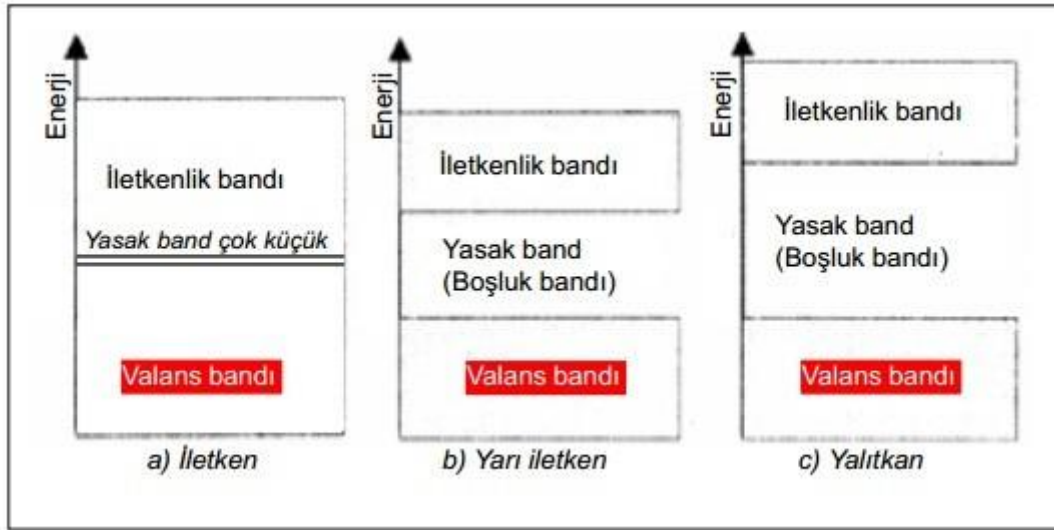 Enerji
İletkenlik bandı
Yasak band çok küçük
Valans bandı
a) İletken
Enerji
İletkenlik bandı
Yasak band
(Boşluk bandı)
Valans bandı
b) Yarı iletken
Enerji
İletkenlik bandı
Yasak band
(Boşluk bandı)
Valans bandı
c) Yalıtkan